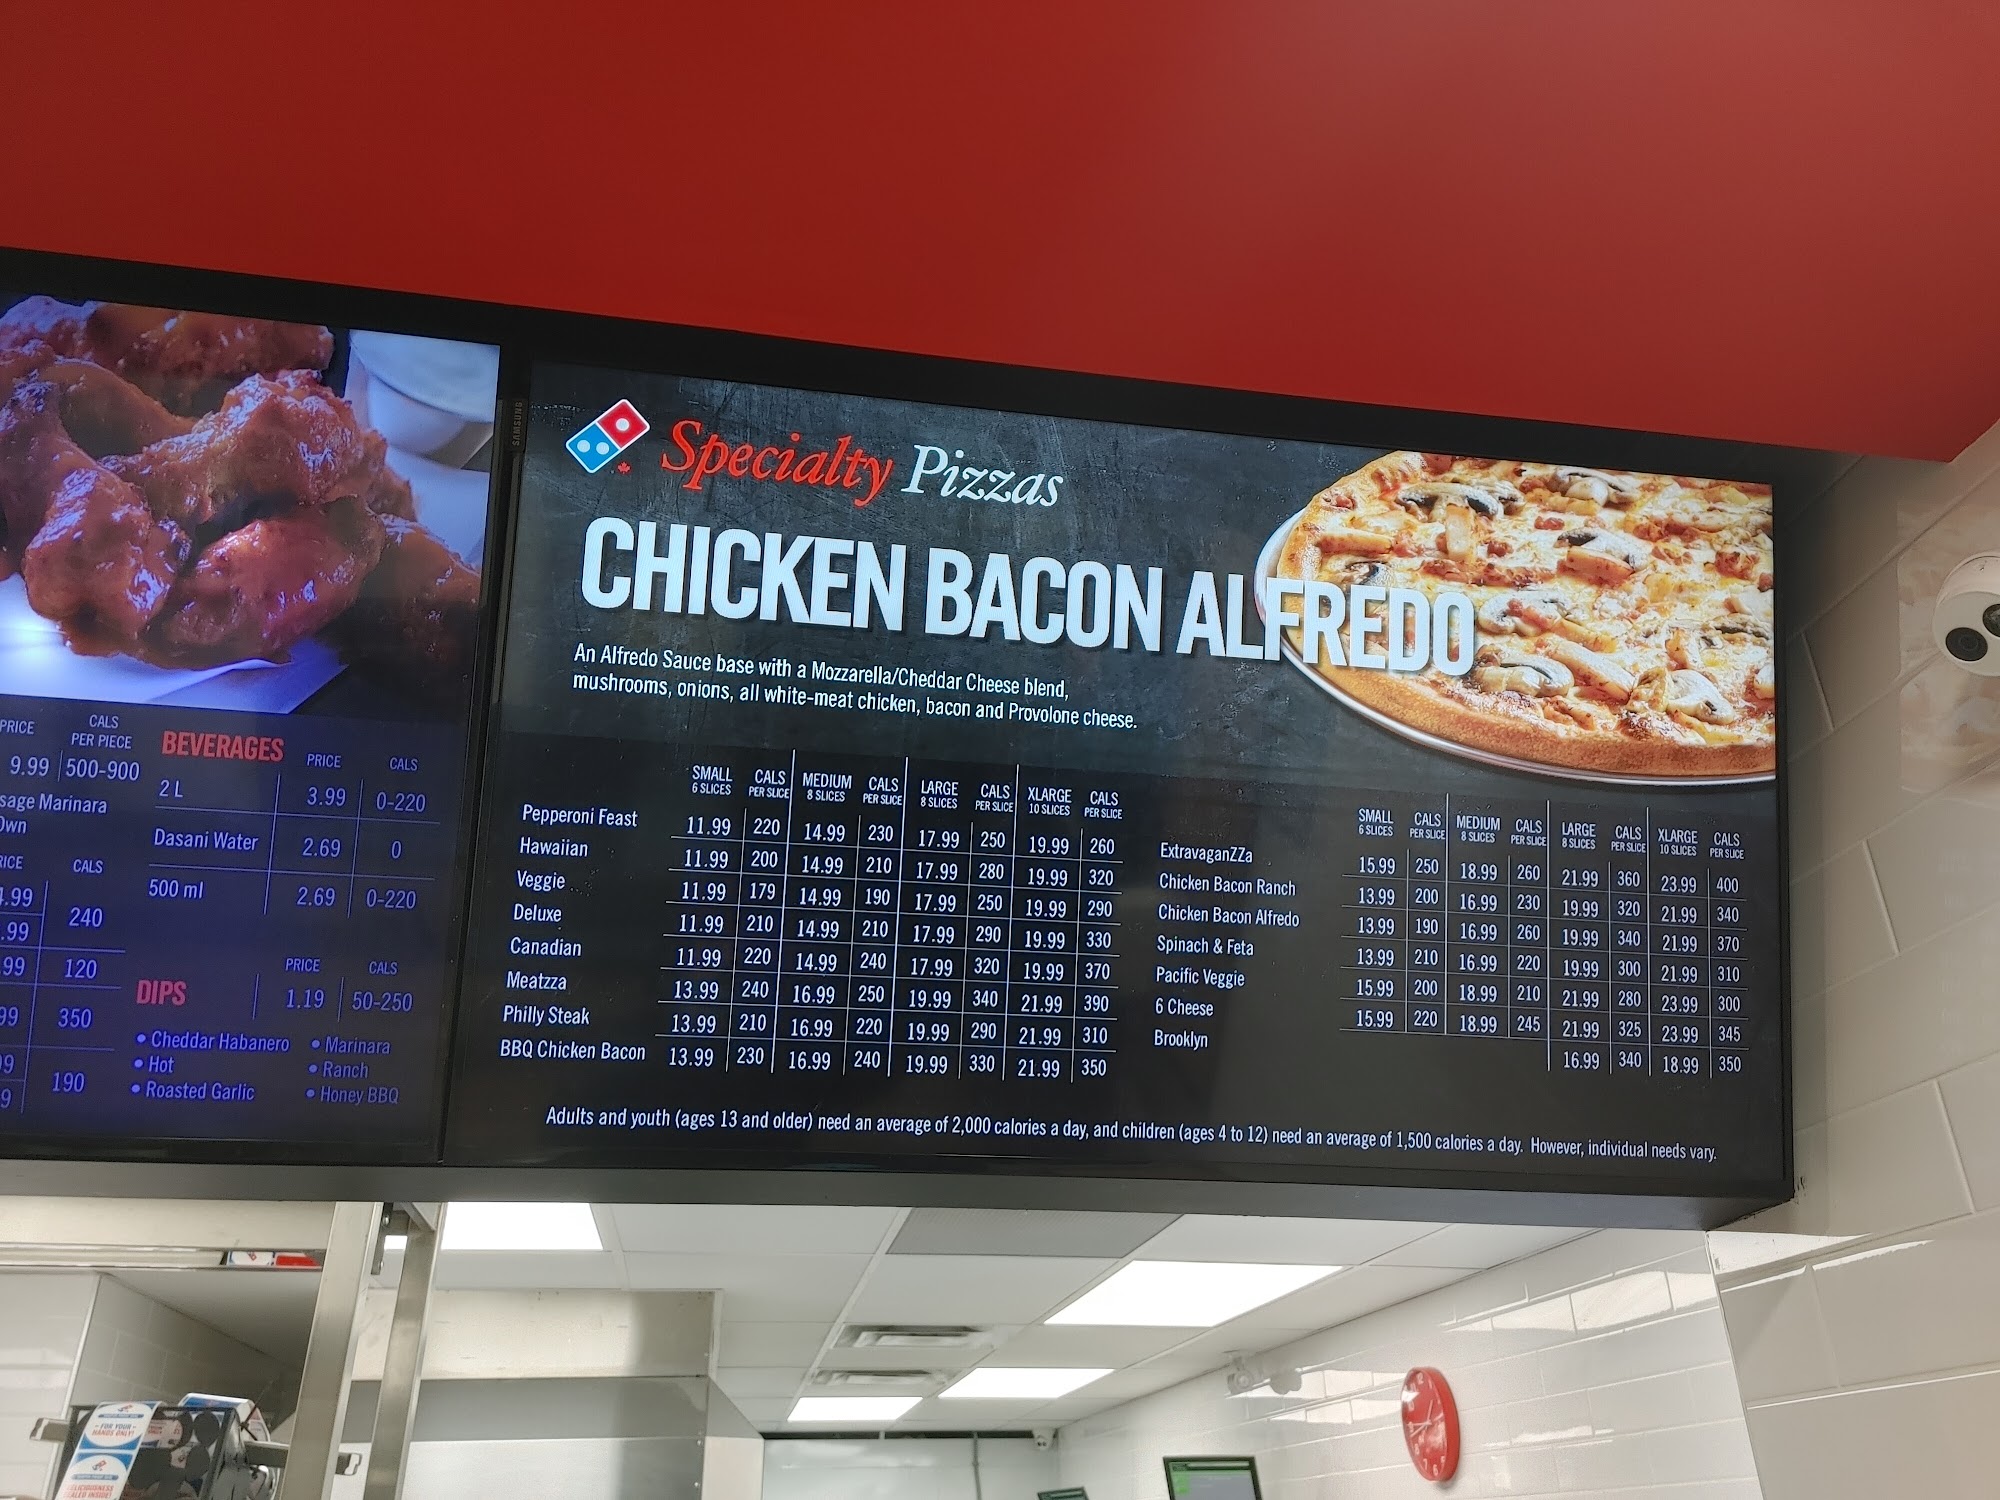 SAMSUNG
Specialty Pizzas
CHICKEN BACON ALFREDO
An Alfredo Sauce base with a Mozzarella/Cheddar Cheese blend,
mushrooms, onions, all white-meat chicken, bacon and Provolone cheese.
SMALL 6 SLICES CALS PER SLICE MEDIUM 8 SLICES CALS PER SLICE LARGE 8 SLICES CALS PER SLICE XLARGE 10 SLICES CALS PER SLICE
Pepperoni Feast 11.99 220 14.99 230 17.99 250 19.99 260
Hawaiian 11.99 200 14.99 210 17.99 280 19.99 320
Veggie 11.99 179 14.99 190 17.99 250 19.99 290
Deluxe 11.99 210 14.99 210 17.99 290 19.99 330
Canadian 11.99 220 14.99 240 17.99 320 19.99 370
Meatzza 13.99 240 16.99 250 19.99 340 21.99 390
Philly Steak 13.99 210 16.99 220 19.99 290 21.99 310
BBQ Chicken Bacon 13.99 230 16.99 240 19.99 330 21.99 350
SMALL 6 SLICES CALS PER SLICE MEDIUM 8 SLICES CALS PER SLICE LARGE 8 SLICES CALS PER SLICE XLARGE 10 SLICES CALS PER SLICE
ExtravaganZZa 15.99 250 18.99 260 21.99 360 23.99 400
Chicken Bacon Ranch 13.99 200 16.99 230 19.99 320 21.99 340
Chicken Bacon Alfredo 13.99 190 16.99 260 19.99 340 21.99 370
Spinach & Feta 13.99 210 16.99 220 19.99 300 21.99 310
Pacific Veggie 15.99 200 18.99 210 21.99 280 23.99 300
6 Cheese 15.99 220 18.99 245 21.99 325 23.99 345
Brooklyn 16.99 340 18.99 350
Adults and youth (ages 13 and older) need an average of 2,000 calories a day, and children (ages 4 to 12) need an average of 1,500 calories a day. However, individual needs vary.
PRICE CALS PER PIECE
9.99 500-900
Marinara
CALS
240
120
350
190
BEVERAGES PRICE CALS
2 L 3.99 0-220
Dasani Water 2.69 0
500 ml 2.69 0-220
DIPS PRICE CALS
1.19 50-250
• Cheddar Habanero • Marinara
• Hot • Ranch
• Roasted Garlic • Honey BBQ
FOR YOUR
HANDS ONLY!